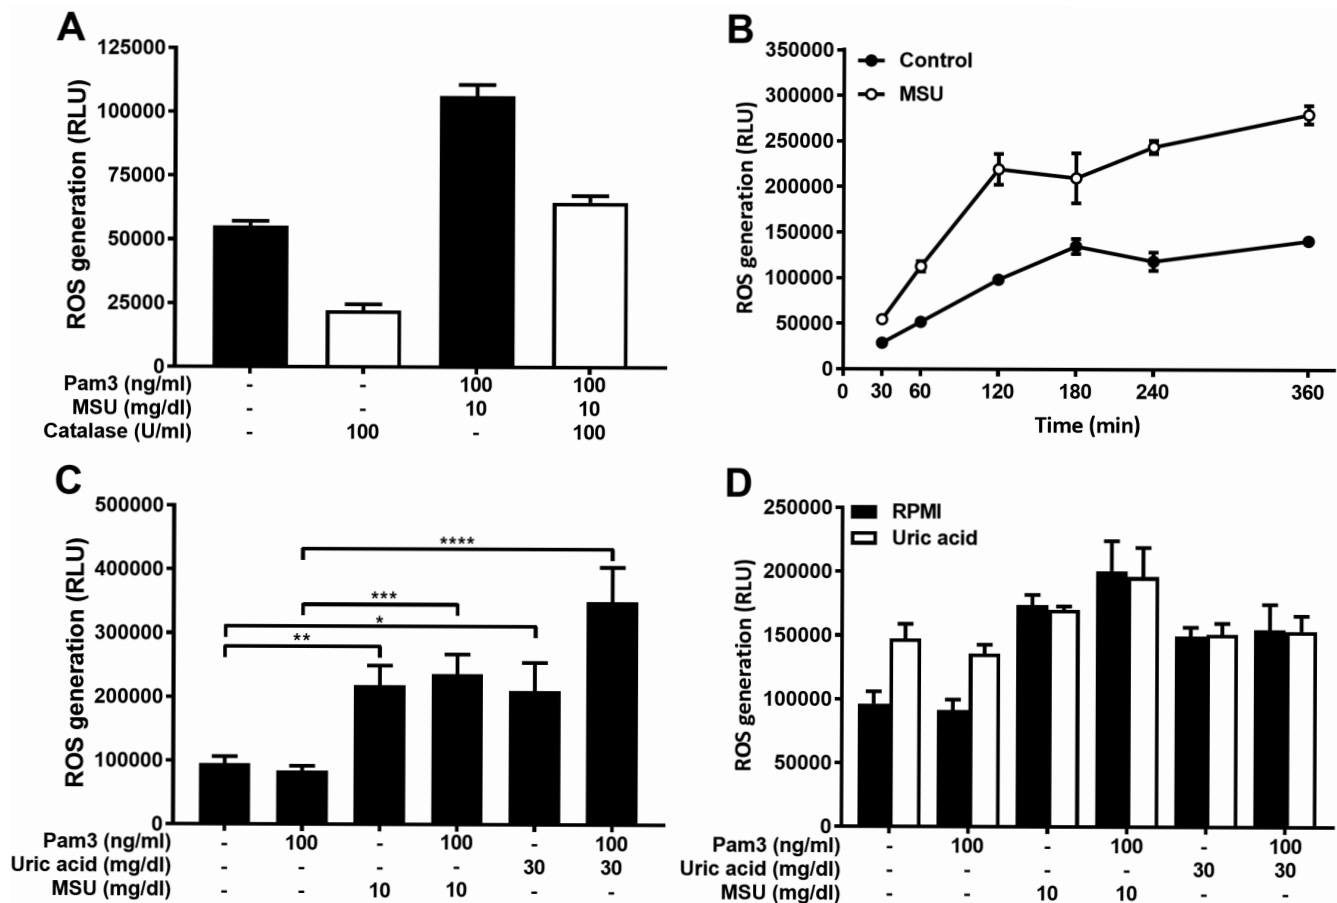 A
ROS generation (RLU)
125000
100000
75000
50000
25000
0
Pam3 (ng/ml) - - 100 100
MSU (mg/dl) - - 10 10
Catalase (U/ml) - 100 - 100
B
ROS generation (RLU)
350000
300000
250000
200000
150000
100000
50000
0
Control
MSU
0 30 60 120 180 240 360
Time (min)
C
ROS generation (RLU)
500000
400000
300000
200000
100000
0
****
***
*
**
Pam3 (ng/ml) - 100 - 100 - 100
Uric acid (mg/dl) - - - - 30 30
MSU (mg/dl) - - 10 10 - -
D
ROS generation (RLU)
250000
200000
150000
100000
50000
0
RPMI
Uric acid
Pam3 (ng/ml) - 100 - 100 - 100
Uric acid (mg/dl) - - - - 30 30
MSU (mg/dl) - - 10 10 - -